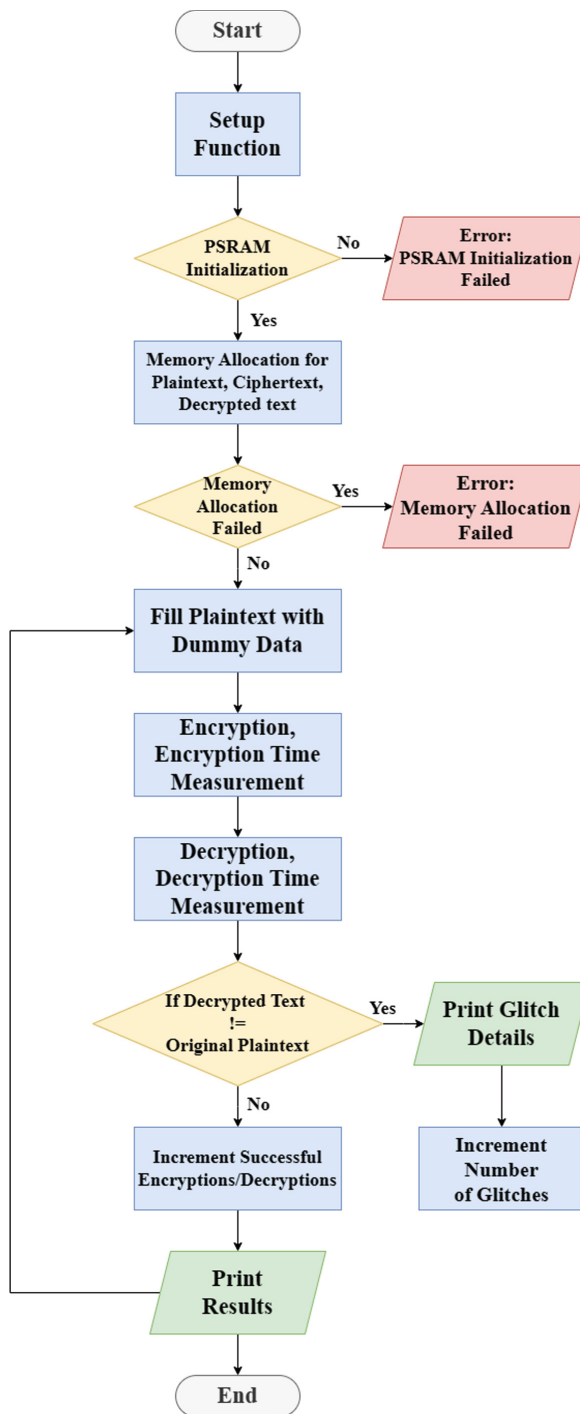 Start
Setup
Function
PSRAM
Initialization
No
Error:
PSRAM Initialization
Failed
Yes
Memory Allocation for
Plaintext, Ciphertext,
Decrypted text
Memory
Allocation
Failed
Yes
Error:
Memory Allocation
Failed
No
Fill Plaintext with
Dummy Data
Encryption,
Encryption Time
Measurement
Decryption,
Decryption Time
Measurement
If Decrypted Text
!=
Original Plaintext
Yes
Print Glitch
Details
No
Increment Successful
Encryptions/Decryptions
Increment
Number
of Glitches
Print
Results
End